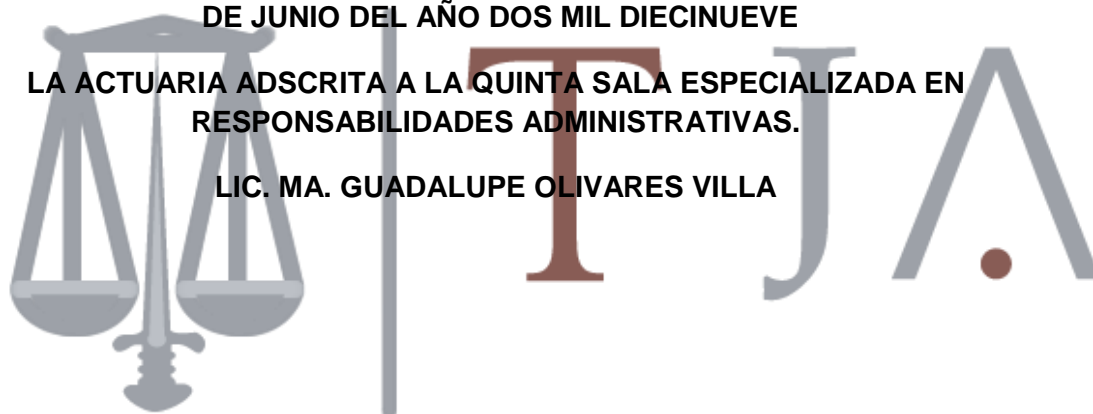 DE JUNIO DEL AÑO DOS MIL DIECINUEVE
LA ACTUARIA ADSCRITA A LA QUINTA SALA ESPECIALIZADA EN
RESPONSABILIDADES ADMINISTRATIVAS.
LIC. MA. GUADALUPE OLIVARES VILLA
TJA